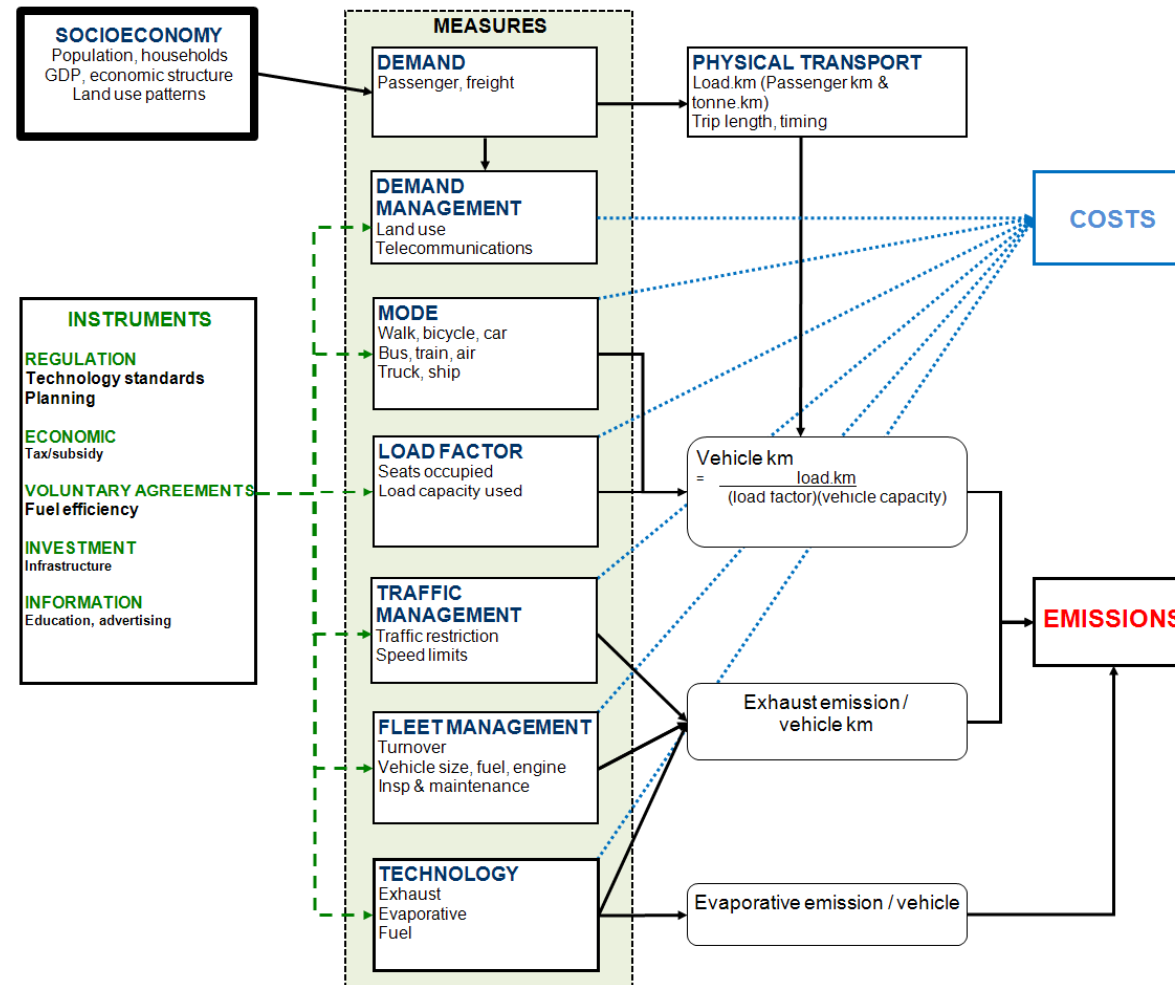 SOCIOECONOMY
Population, households
GDP, economic structure
Land use patterns
MEASURES
DEMAND
Passenger, freight
PHYSICAL TRANSPORT
Load.km (Passenger km &
tonne.km)
Trip length, timing
DEMAND
MANAGEMENT
Land use
Telecommunications
COSTS
INSTRUMENTS
REGULATION
Technology standards
Planning
ECONOMIC
Tax/subsidy
VOLUNTARY AGREEMENTS
Fuel efficiency
INVESTMENT
Infrastructure
INFORMATION
Education, advertising
MODE
Walk, bicycle, car
Bus, train, air
Truck, ship
LOAD FACTOR
Seats occupied
Load capacity used
Vehicle km
= load.km
(load factor)(vehicle capacity)
TRAFFIC
MANAGEMENT
Traffic restriction
Speed limits
EMISSIONS
FLEET MANAGEMENT
Turnover
Vehicle size, fuel, engine
Insp & maintenance
Exhaust emission /
vehicle km
TECHNOLOGY
Exhaust
Evaporative
Fuel
Evaporative emission / vehicle